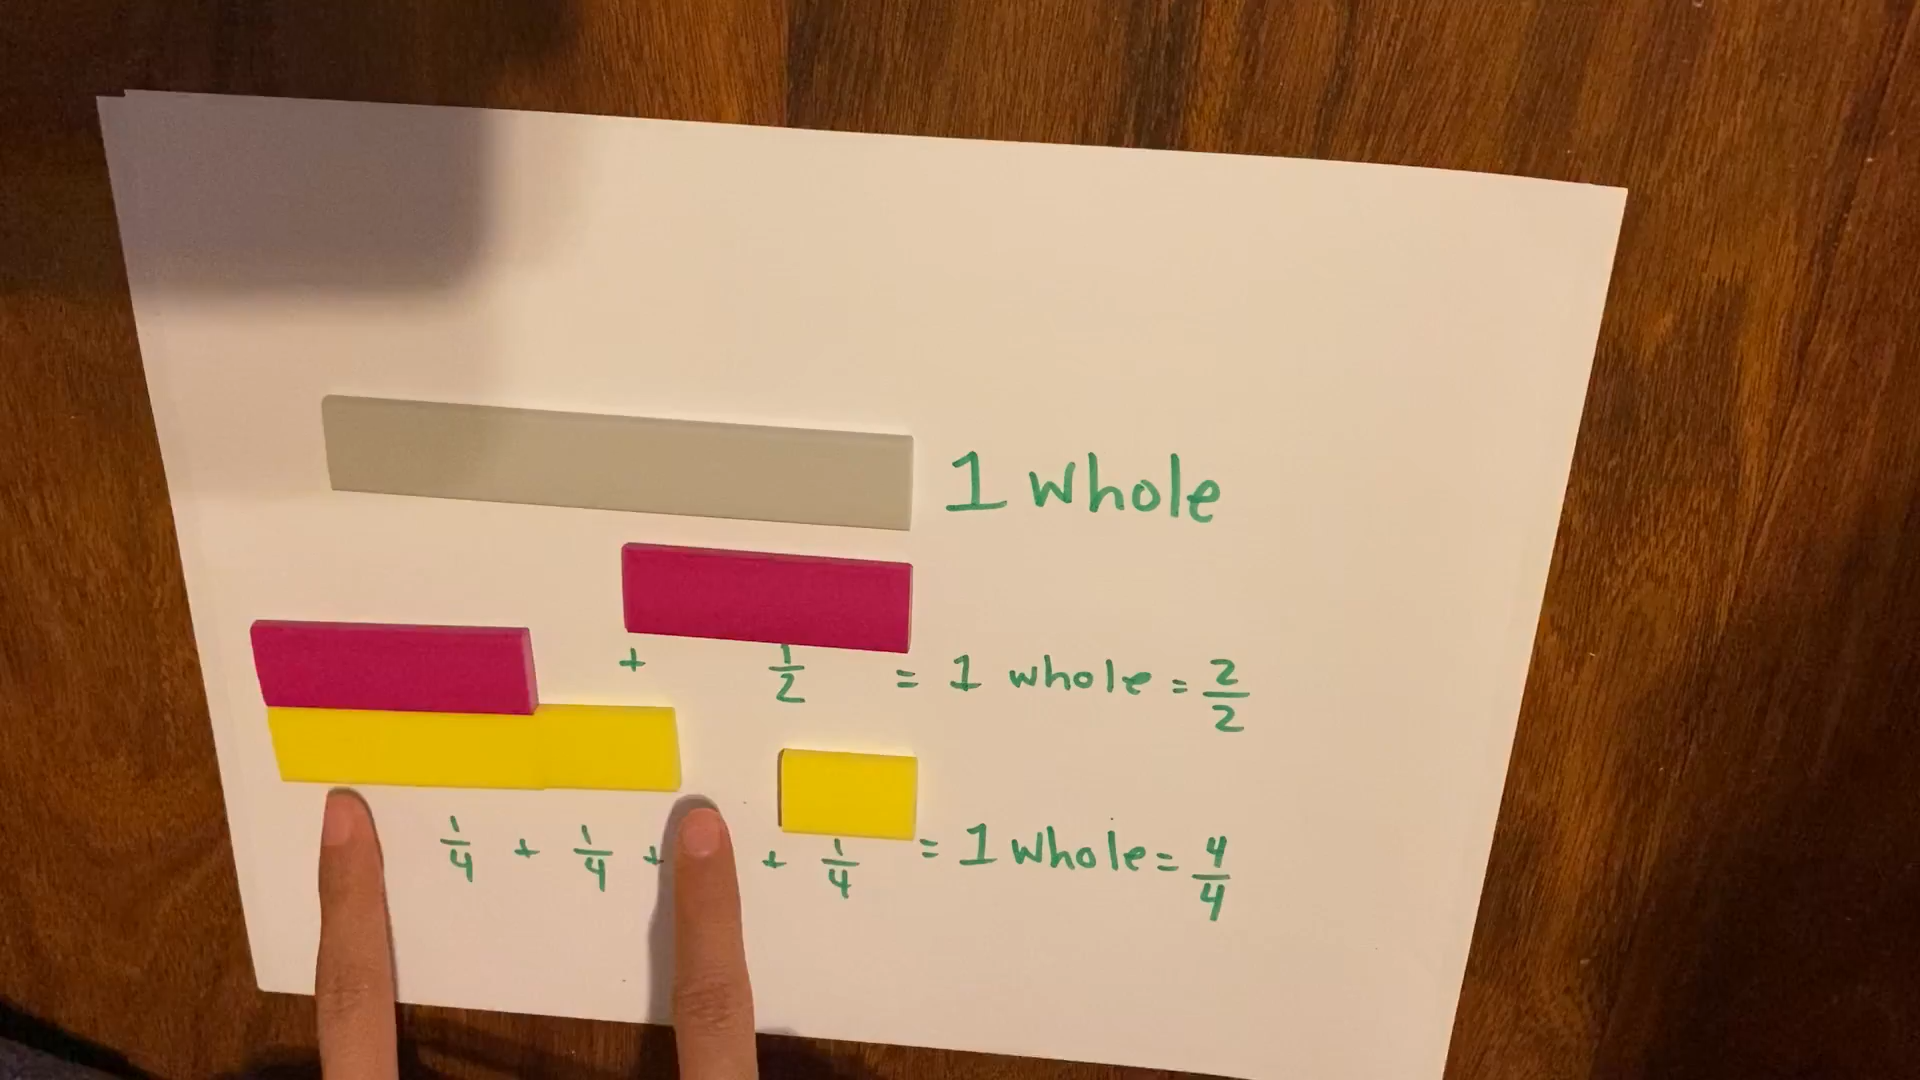 1 whole
+ 1/2 = 1 whole = 2/2
1/4 + 1/4 + + 1/4 = 1 whole = 4/4